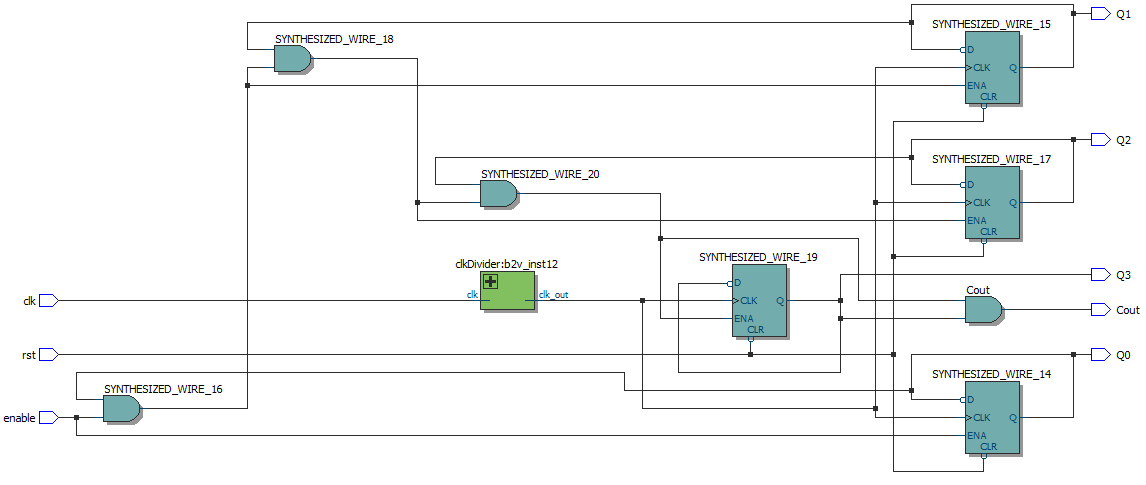 SYNTHESIZED_WIRE_15
Q1
SYNTHESIZED_WIRE_18
D
CLK
Q
ENA
CLR
Q2
SYNTHESIZED_WIRE_17
SYNTHESIZED_WIRE_20
D
CLK
Q
ENA
CLR
SYNTHESIZED_WIRE_19
clkDivider:b2v_inst12
D
Q3
clk
clk
clk_out
CLK
Q
Cout
ENA
Cout
CLR
rst
Q0
SYNTHESIZED_WIRE_14
SYNTHESIZED_WIRE_16
D
enable
CLK
Q
ENA
CLR